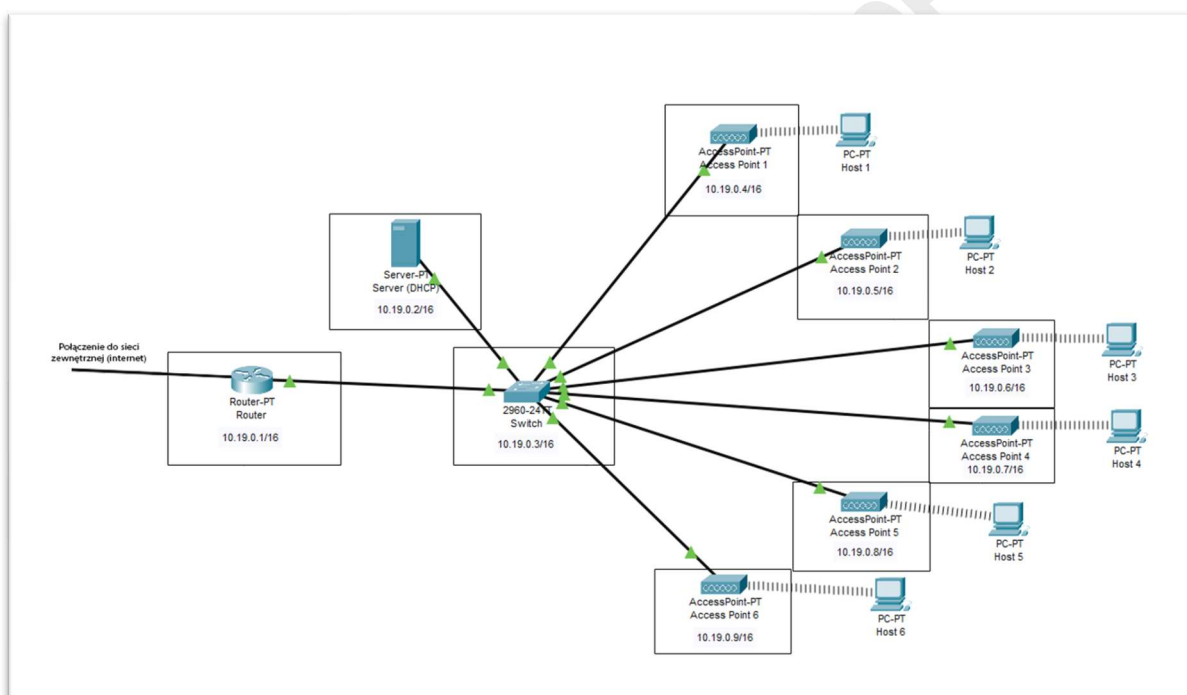 AccessPoint-PT
Access Point 1
10.19.0.4/16
PC-PT
Host 1
AccessPoint-PT
Access Point 2
10.19.0.5/16
PC-PT
Host 2
Server-PT
Server (DHCP)
10.19.0.2/16
Połączenie do sieci
zewnętrznej (internet)
Router-PT
Router
10.19.0.1/16
2960-24TT
Switch
10.19.0.3/16
AccessPoint-PT
Access Point 3
10.19.0.6/16
PC-PT
Host 3
AccessPoint-PT
Access Point 4
10.19.0.7/16
PC-PT
Host 4
AccessPoint-PT
Access Point 5
10.19.0.8/16
PC-PT
Host 5
AccessPoint-PT
Access Point 6
10.19.0.9/16
PC-PT
Host 6